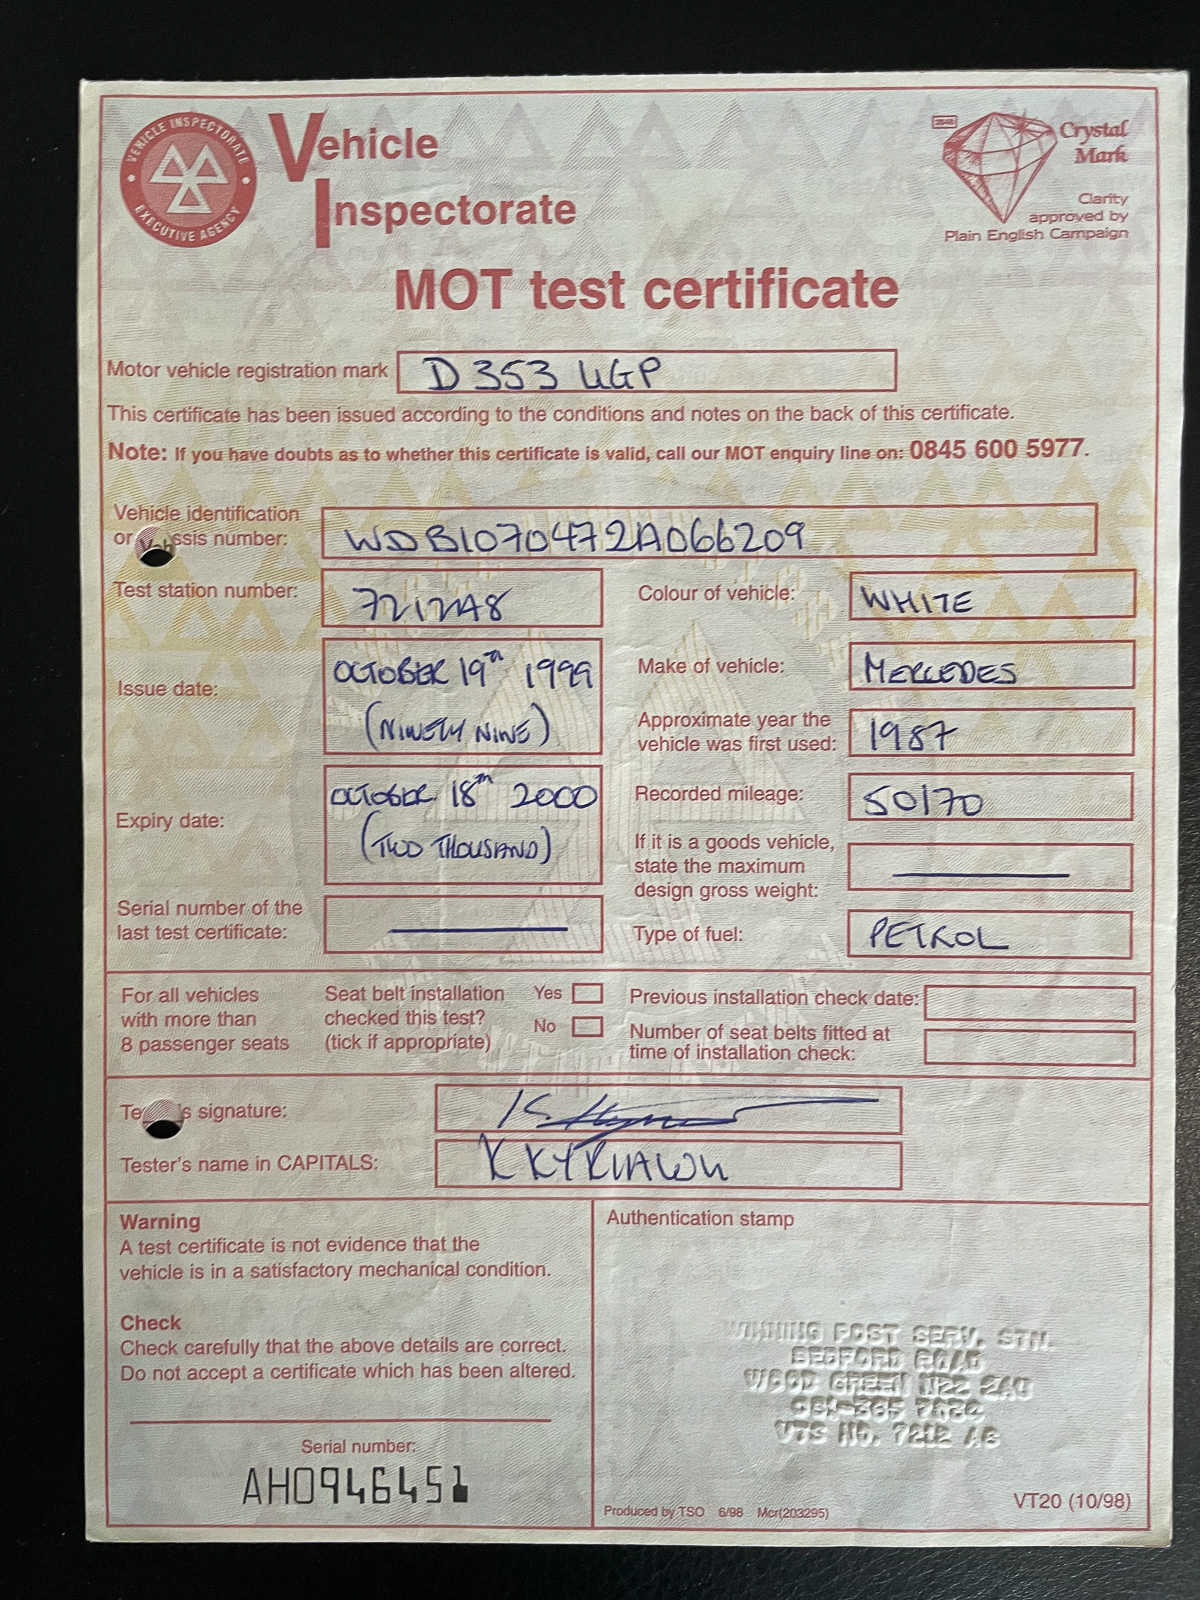 VEHICLE INSPECTORATE
EXECUTIVE AGENCY
Vehicle
Inspectorate
Crystal
Mark
Clarity
approved by
Plain English Campaign
MOT test certificate
Motor vehicle registration mark D 353 UGP
This certificate has been issued according to the conditions and notes on the back of this certificate.
Note: If you have doubts as to whether this certificate is valid, call our MOT enquiry line on: 0845 600 5977.
Vehicle identification
or ssis number: WDB1070472A066209
Test station number: 7212A8
Colour of vehicle: WHITE
Issue date: OCTOBER 19th 1999
(NINETY NINE)
Make of vehicle: MERCEDES
Approximate year the
vehicle was first used: 1987
Expiry date: OCTOBER 18th 2000
(TWO THOUSAND)
Recorded mileage: 50170
If it is a goods vehicle,
state the maximum
design gross weight:
Serial number of the
last test certificate:
Type of fuel: PETROL
For all vehicles
with more than
8 passenger seats
Seat belt installation
checked this test?
(tick if appropriate)
Yes
No
Previous installation check date:
Number of seat belts fitted at
time of installation check:
Te s signature:
Tester's name in CAPITALS: K KYRIACOU
Warning
A test certificate is not evidence that the
vehicle is in a satisfactory mechanical condition.
Check
Check carefully that the above details are correct.
Do not accept a certificate which has been altered.
Serial number:
AH0946451
Authentication stamp
WINNING POST SERV. STN.
BEDFORD ROAD
WOOD GREEN N22
VTS NO. 7212 A8
Produced by TSO 6/98 Mcr(203295)
VT20 (10/98)